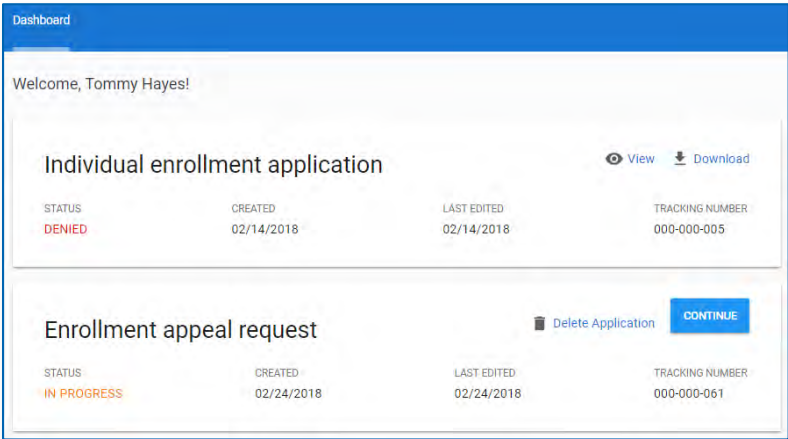 Dashboard
Welcome, Tommy Hayes!
Individual enrollment application
View Download
STATUS CREATED LAST EDITED TRACKING NUMBER
DENIED 02/14/2018 02/14/2018 000-000-005
Enrollment appeal request
Delete Application CONTINUE
STATUS CREATED LAST EDITED TRACKING NUMBER
IN PROGRESS 02/24/2018 02/24/2018 000-000-061